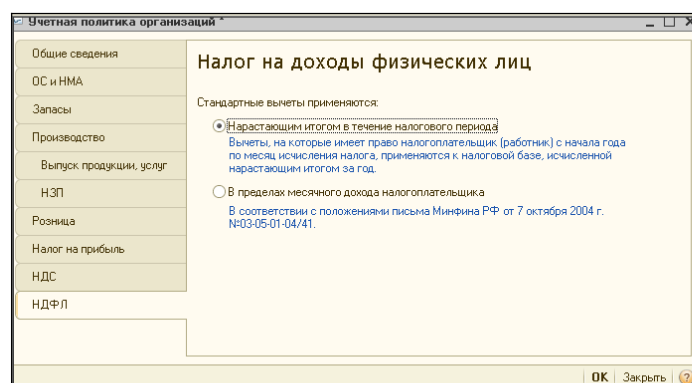 Учетная политика организаций *
Общие сведения
ОС и НМА
Запасы
Производство
Выпуск продукции, услуг
НЗП
Розница
Налог на прибыль
НДС
НДФЛ
Налог на доходы физических лиц
Стандартные вычеты применяются:
Нарастающим итогом в течение налогового периода
Вычеты, на которые имеет право налогоплательщик (работник) с начала года
по месяц исчисления налога, применяются к налоговой базе, исчисленной
нарастающим итогом за год.
В пределах месячного дохода налогоплательщика
В соответствии с положениями письма Минфина РФ от 7 октября 2004 г.
№03-05-01-04/41.
OK Закрыть ?